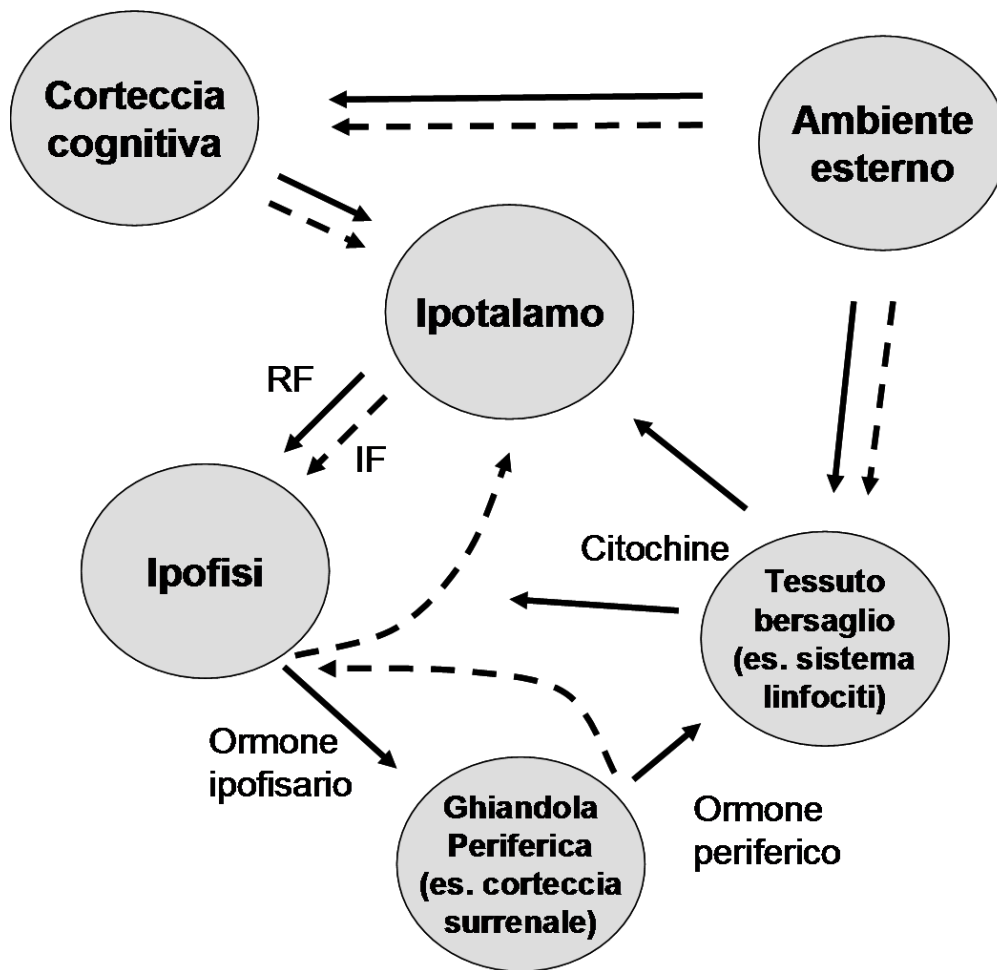 Corteccia
cognitiva
Ambiente
esterno
Ipotalamo
RF
IF
Ipofisi
Citochine
Tessuto
bersaglio
(es. sistema
linfociti)
Ormone
ipofisario
Ghiandola
Periferica
(es. corteccia
surrenale)
Ormone
periferico